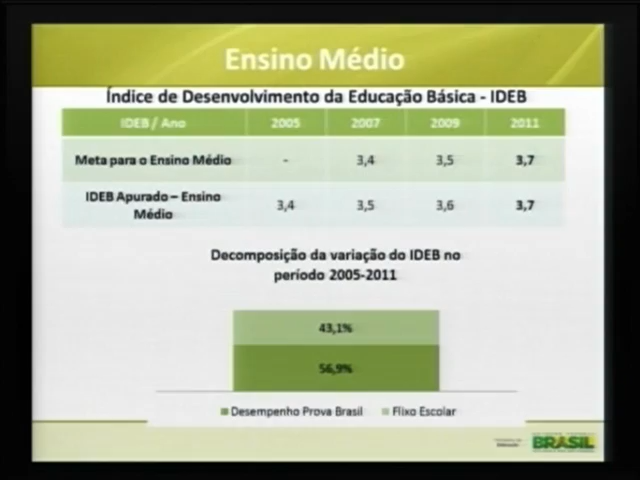 Ensino Médio
Índice de Desenvolvimento da Educação Básica - IDEB
IDEB / Ano 2005 2007 2009 2011
Meta para o Ensino Médio - 3,4 3,5 3,7
IDEB Apurado – Ensino
Médio 3,4 3,5 3,6 3,7
Decomposição da variação do IDEB no
período 2005-2011
43,1%
56,9%
Desempenho Prova Brasil Flixo Escolar
BRASIL